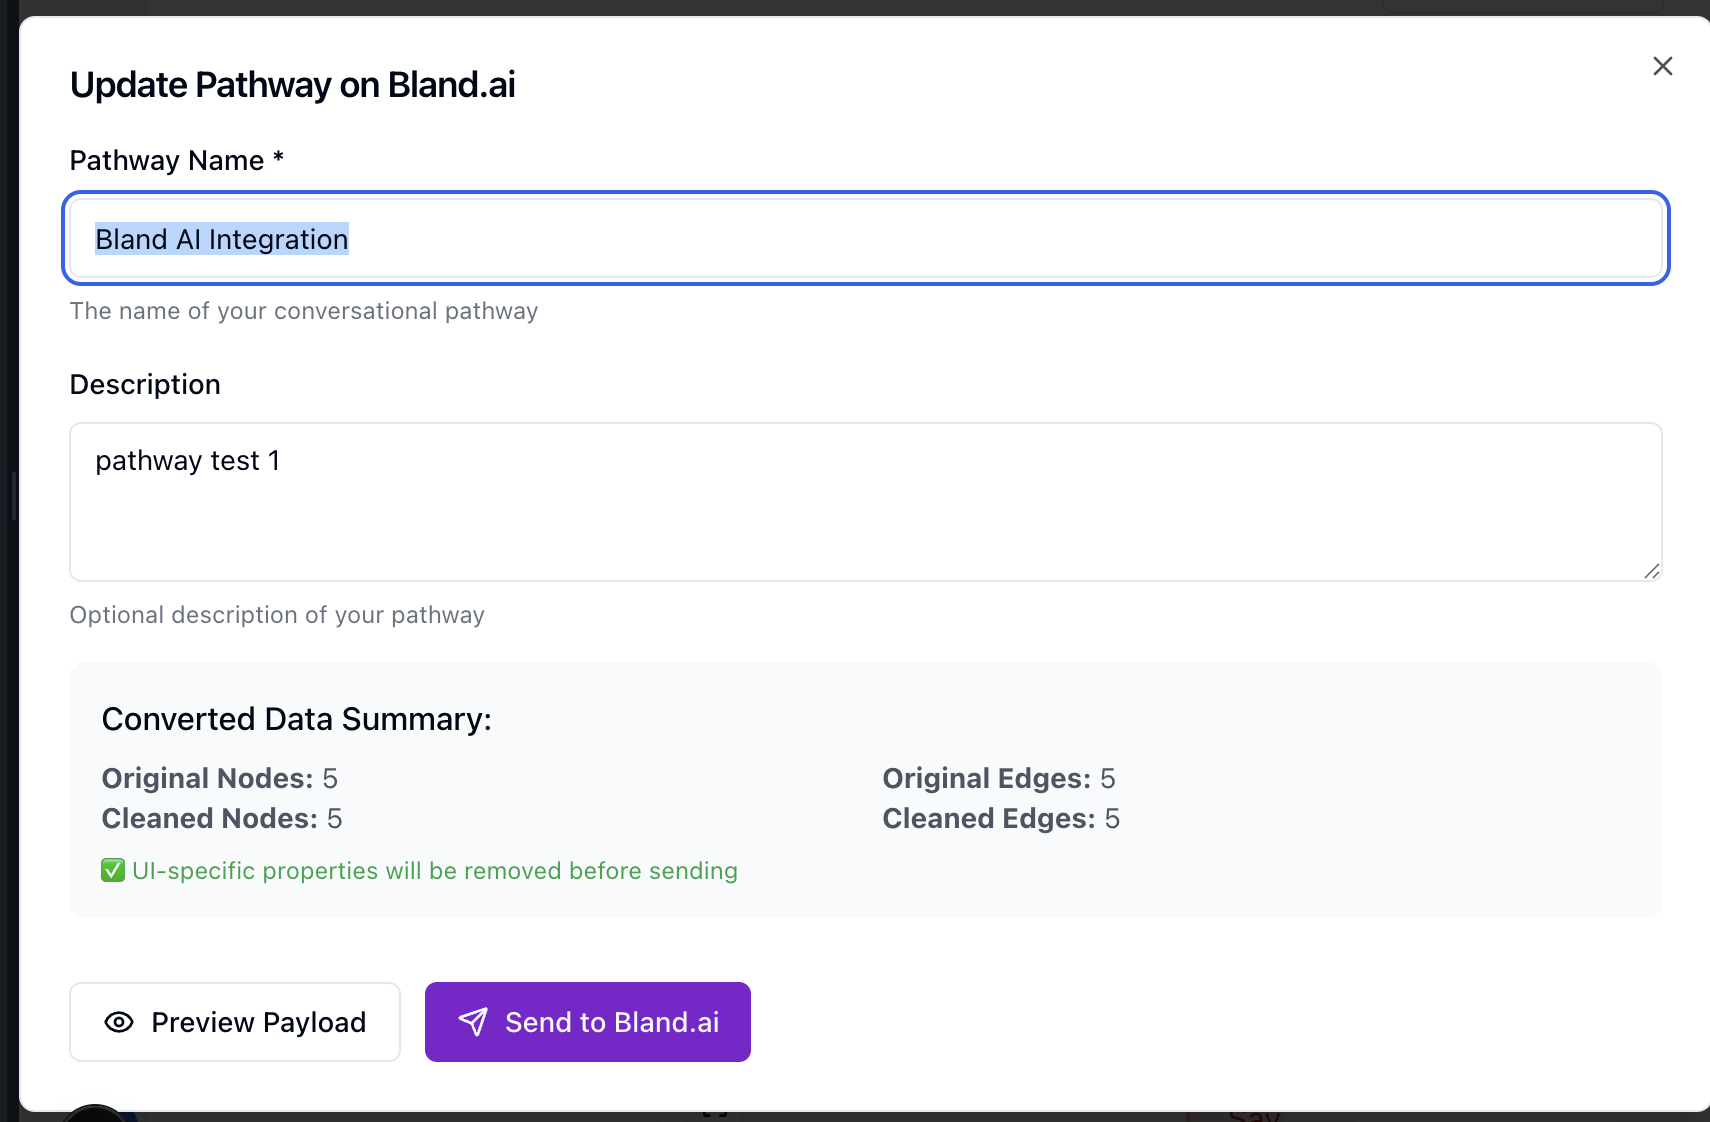 Update Pathway on Bland.ai
Pathway Name *
Bland AI Integration
The name of your conversational pathway
Description
pathway test 1
Optional description of your pathway
Converted Data Summary:
Original Nodes: 5
Original Edges: 5
Cleaned Nodes: 5
Cleaned Edges: 5
✅ UI-specific properties will be removed before sending
Preview Payload
Send to Bland.ai